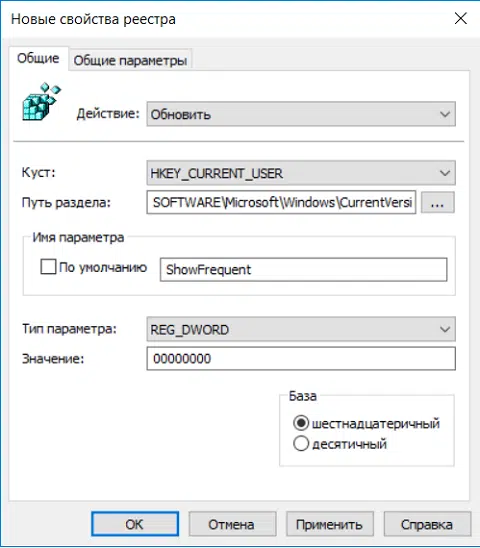 Новые свойства реестра
Общие
Общие параметры
Действие: Обновить
Куст: HKEY_CURRENT_USER
Путь раздела: SOFTWARE\Microsoft\Windows\CurrentVersi ...
Имя параметра
По умолчанию ShowFrequent
Тип параметра: REG_DWORD
Значение: 00000000
База
шестнадцатеричный
десятичный
ОК Отмена Применить Справка